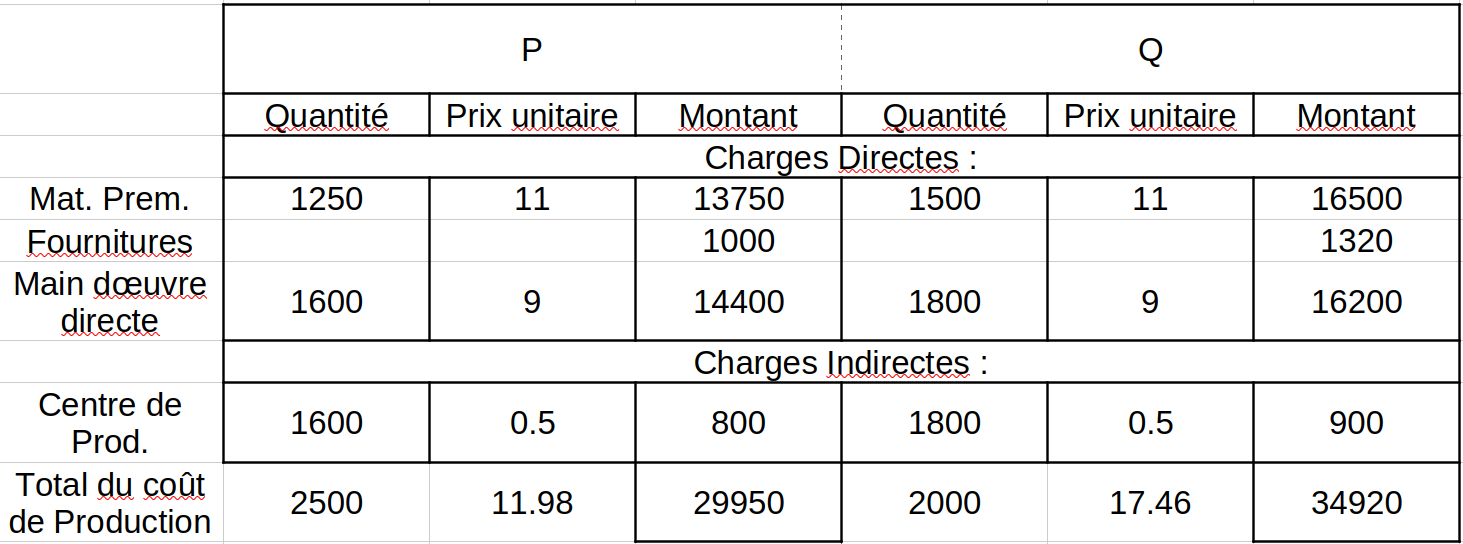 P Q
Quantité Prix unitaire Montant Quantité Prix unitaire Montant
Charges Directes :
Mat. Prem. 1250 11 13750 1500 11 16500
Fournitures 1000 1320
Main dœuvre
directe 1600 9 14400 1800 9 16200
Charges Indirectes :
Centre de
Prod. 1600 0.5 800 1800 0.5 900
Total du coût
de Production 2500 11.98 29950 2000 17.46 34920